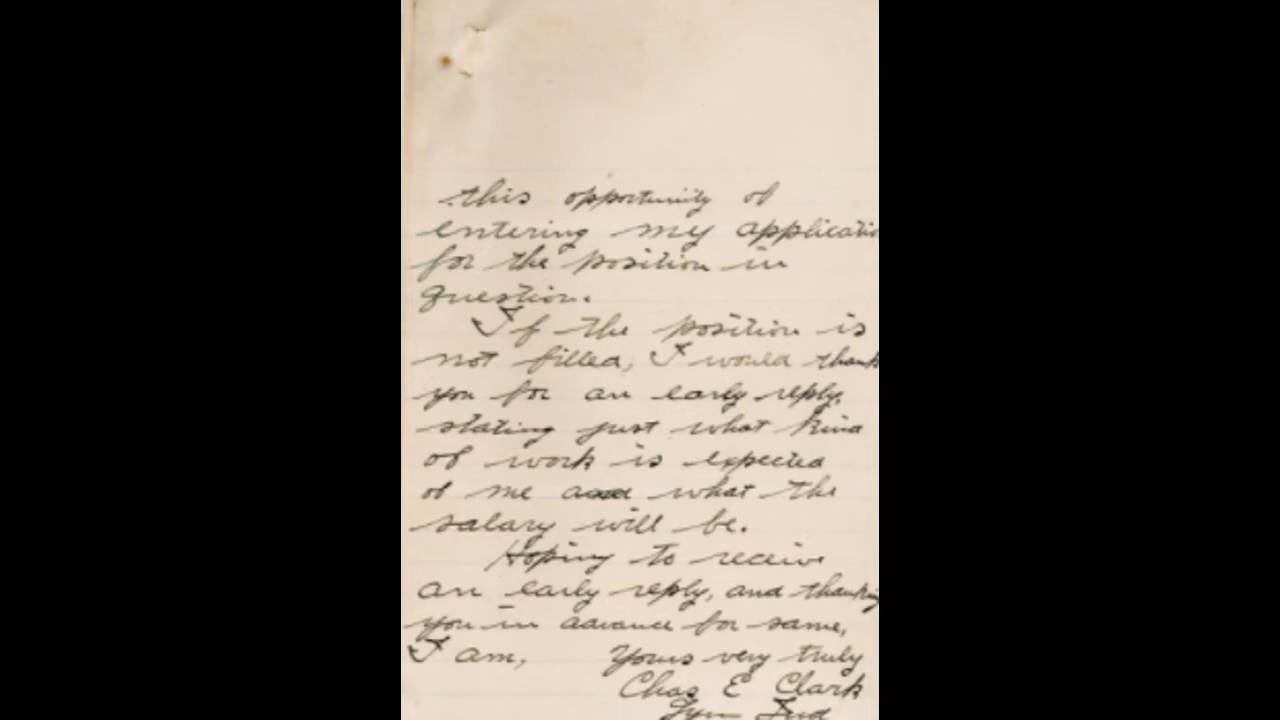 this opportunity of
entering my applicatio
for the position in
question.
If the position is
not filled, I would thank
you for an early reply,
stating just what kind
of work is expected
of me and what the
salary will be.
Hoping to receive
an early reply, and thanking
you in advance for same,
I am, Yours very truly
Chas E Clark